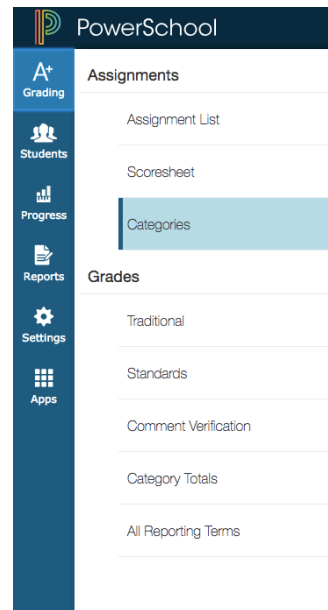 PowerSchool
A+
Grading
Students
Progress
Reports
Settings
Apps
Assignments
Assignment List
Scoresheet
Categories
Grades
Traditional
Standards
Comment Verification
Category Totals
All Reporting Terms